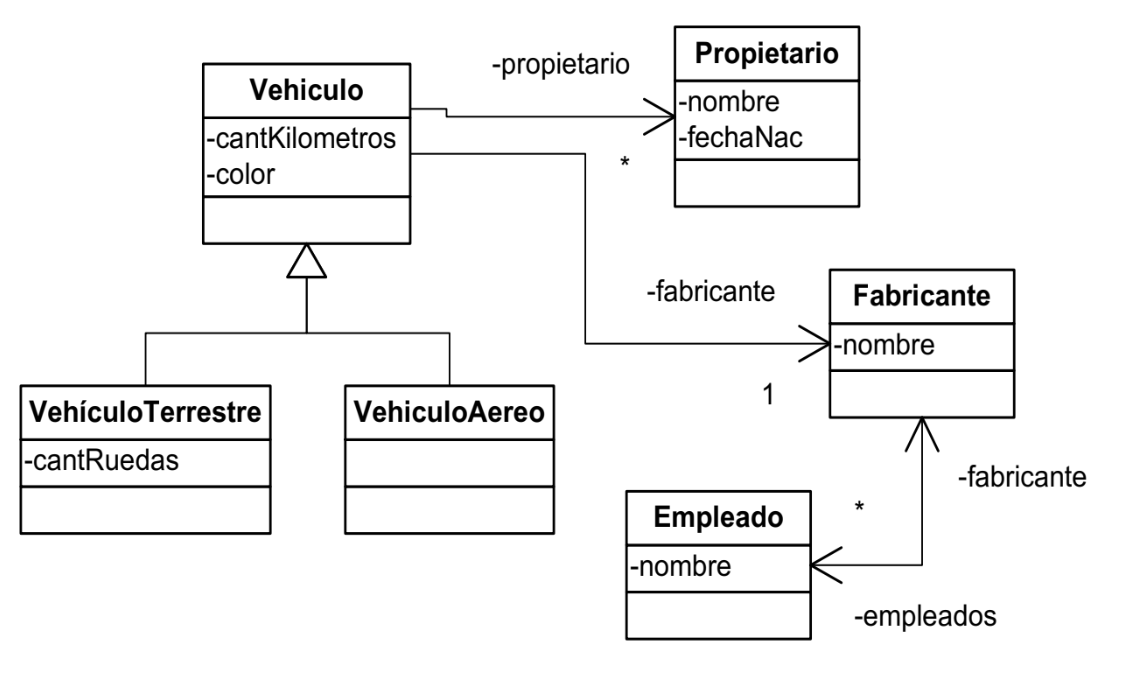 Vehiculo
-cantKilometros
-color
-propietario
*
Propietario
-nombre
-fechaNac
-fabricante
1
Fabricante
-nombre
VehículoTerrestre
-cantRuedas
VehiculoAereo
Empleado
-nombre
*
-fabricante
-empleados